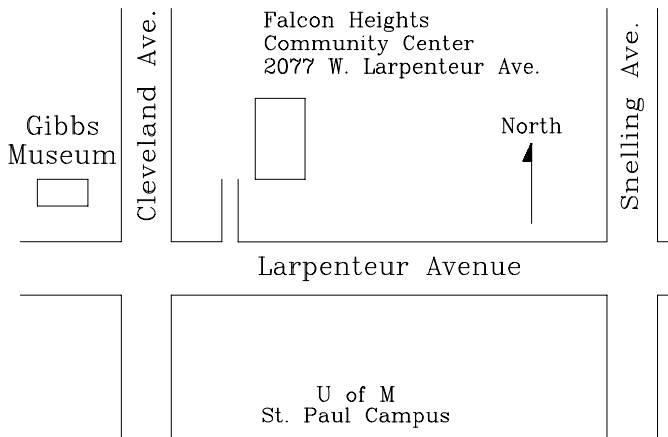 Falcon Heights
Community Center
2077 W. Larpenteur Ave.
Cleveland Ave.
Snelling Ave.
Gibbs
Museum
North
Larpenteur Avenue
U of M
St. Paul Campus